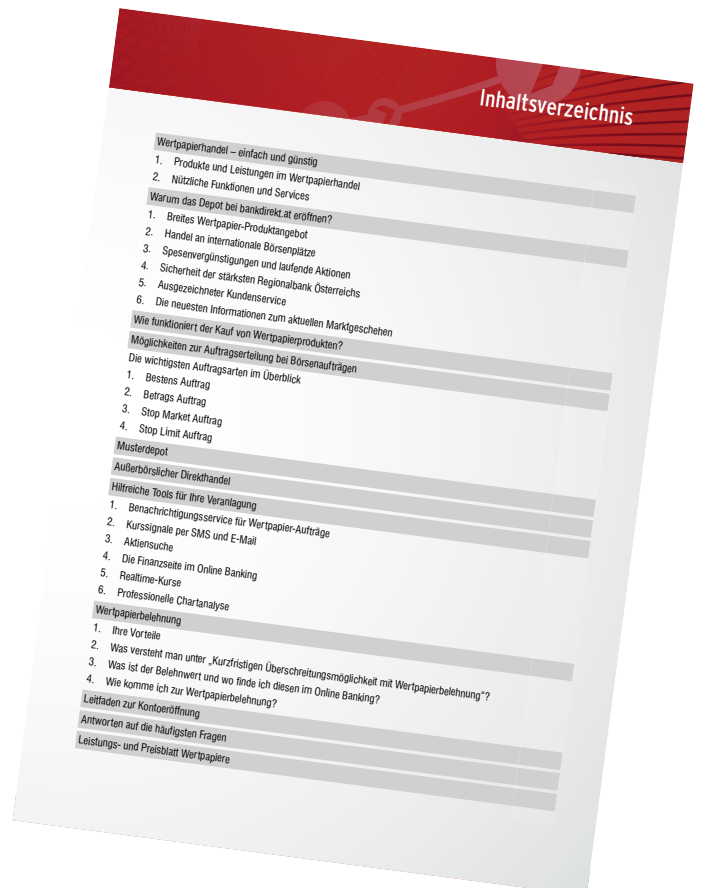 Inhaltsverzeichnis
Wertpapierhandel – einfach und günstig
1. Produkte und Leistungen im Wertpapierhandel
2. Nützliche Funktionen und Services
Warum das Depot bei bankdirekt.at eröffnen?
1. Breites Wertpapier-Produktangebot
2. Handel an internationale Börsenplätze
3. Spesenvergünstigungen und laufende Aktionen
4. Sicherheit der stärksten Regionalbank Österreichs
5. Ausgezeichneter Kundenservice
6. Die neuesten Informationen zum aktuellen Marktgeschehen
Wie funktioniert der Kauf von Wertpapierprodukten?
Möglichkeiten zur Auftragserteilung bei Börsenaufträgen
Die wichtigsten Auftragsarten im Überblick
1. Bestens Auftrag
2. Betrags Auftrag
3. Stop Market Auftrag
4. Stop Limit Auftrag
Musterdepot
Außerbörslicher Direkthandel
Hilfreiche Tools für Ihre Veranlagung
1. Benachrichtigungsservice für Wertpapier-Aufträge
2. Kurssignale per SMS und E-Mail
3. Aktiensuche
4. Die Finanzseite im Online Banking
5. Realtime-Kurse
6. Professionelle Chartanalyse
Wertpapierbelehnung
1. Ihre Vorteile
2. Was versteht man unter „Kurzfristigen Überschreitungsmöglichkeit mit Wertpapierbelehnung“?
3. Was ist der Belehnwert und wo finde ich diesen im Online Banking?
4. Wie komme ich zur Wertpapierbelehnung?
Leitfaden zur Kontoeröffnung
Antworten auf die häufigsten Fragen
Leistungs- und Preisblatt Wertpapiere